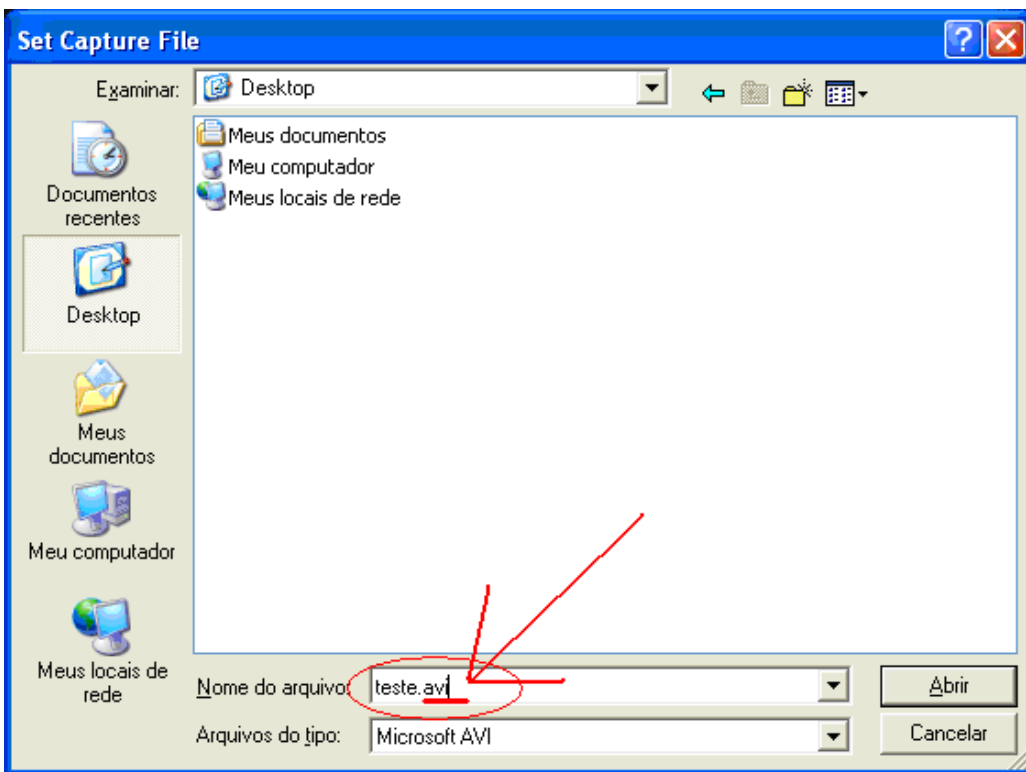 Set Capture File
Examinar:
Desktop
Meus documentos
Meu computador
Meus locais de rede
Documentos
recentes
Desktop
Meus
documentos
Meu computador
Meus locais de
rede
Nome do arquivo:
teste.avi
Abrir
Arquivos do tipo:
Microsoft AVI
Cancelar